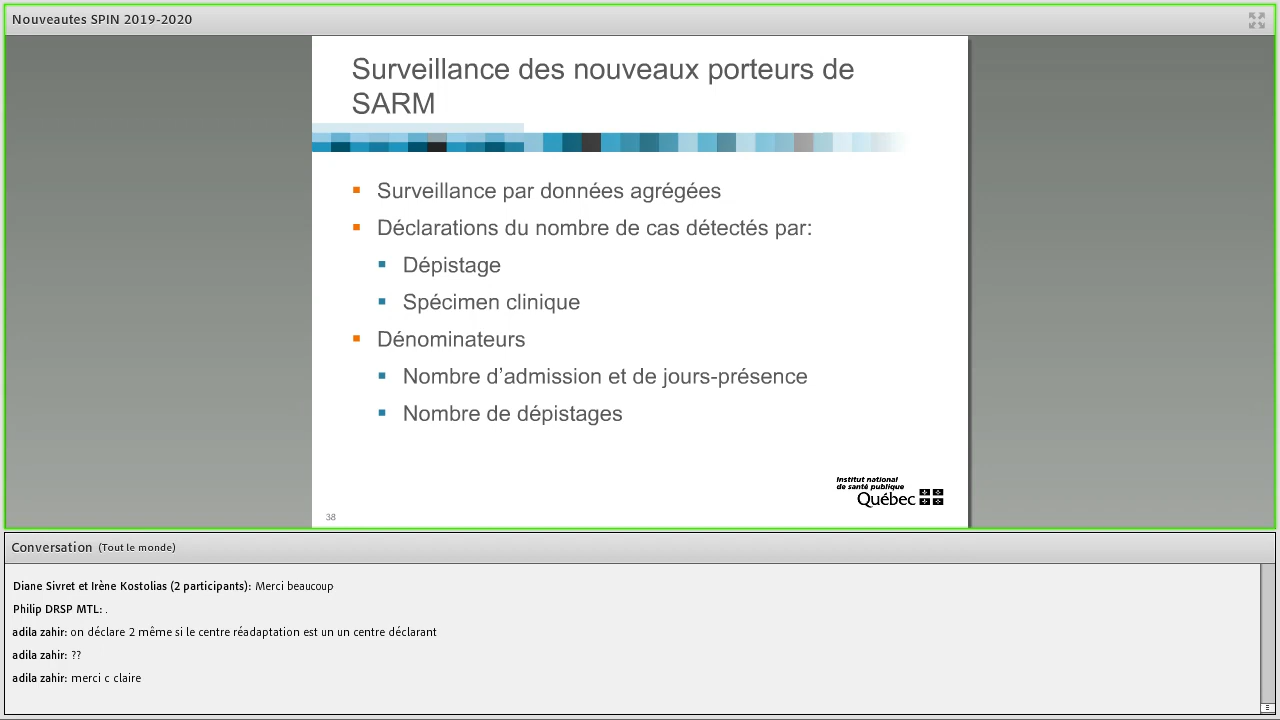 Nouveautes SPIN 2019-2020
Surveillance des nouveaux porteurs de
SARM
Surveillance par données agrégées
Déclarations du nombre de cas détectés par:
Dépistage
Spécimen clinique
Dénominateurs
Nombre d’admission et de jours-présence
Nombre de dépistages
Institut national
de santé publique
Québec
38
Conversation (Tout le monde)
Diane Sivret et Irène Kostolias (2 participants): Merci beaucoup
Philip DRSP MTL: .
adila zahir: on déclare 2 même si le centre réadaptation est un un centre déclarant
adila zahir: ??
adila zahir: merci c claire